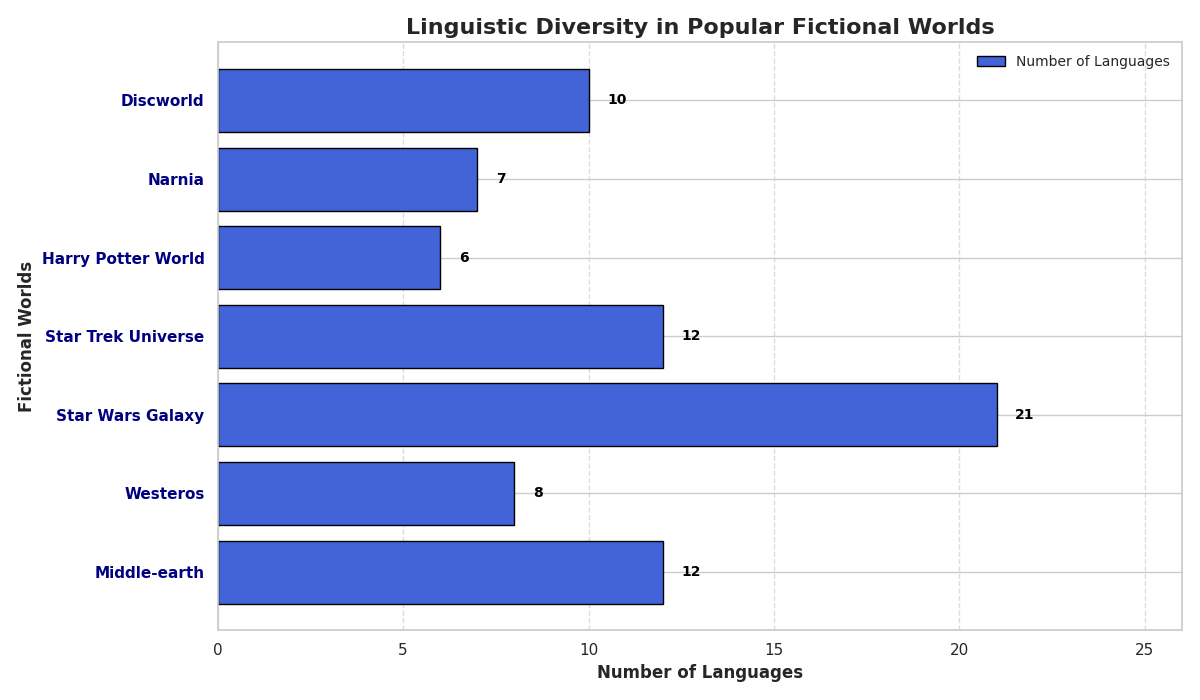 Linguistic Diversity in Popular Fictional Worlds
Number of Languages
Fictional Worlds
Discworld 10
Narnia 7
Harry Potter World 6
Star Trek Universe 12
Star Wars Galaxy 21
Westeros 8
Middle-earth 12
0 5 10 15 20 25
Number of Languages